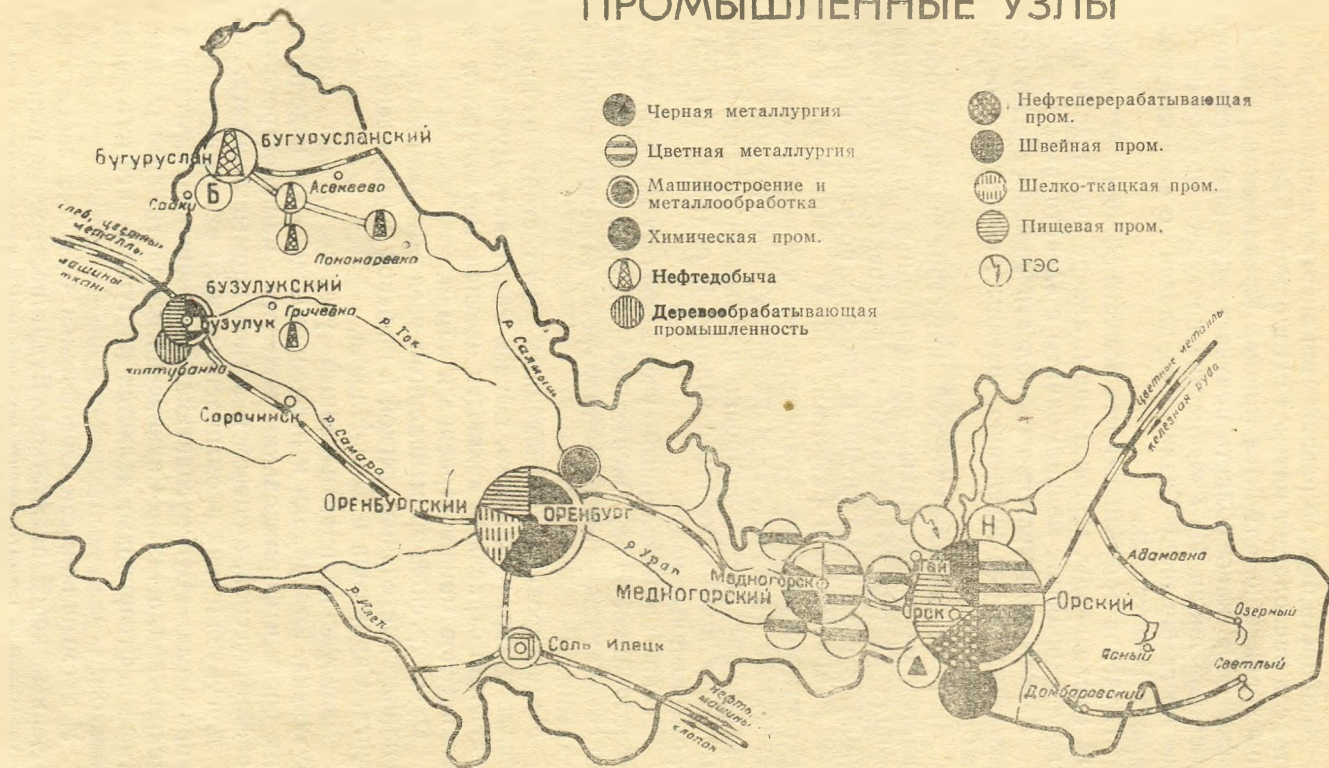 ПРОМЫШЛЕННЫЕ УЗЛЫ
Черная металлургия
Цветная металлургия
Машиностроение и
металлообработка
Химическая пром.
Нефтедобыча
Деревообрабатывающая
промышленность
Нефтеперерабатывающая
пром.
Швейная пром.
Шелко-ткацкая пром.
Пищевая пром.
ГЭС
БУГУРУСЛАНСКИЙ
Бугуруслан
Асекеево
Б
Пономаревка
металлы
БУЗУЛУКСКИЙ
Грачевка
Бузулук
р. Ток
р. Салмыш
Сорочинск
р. Самара
ОРЕНБУРГСКИЙ
ОРЕНБУРГ
р. Урал
р. Илек
Соль Илецк
нефть,
машины
хлопок
Медногорск
МЕДНОГОРСКИЙ
Н
Гай
Орск
ОРСКИЙ
цветные металлы
железная руда
Адамовка
Озерный
Ясный
Светлый
Домбаровский